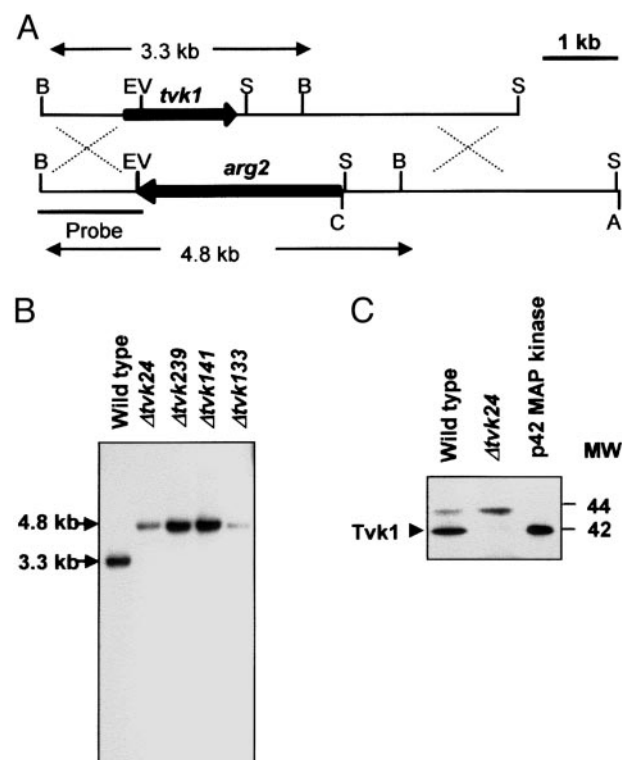 A
3.3 kb
1 kb
B EV tvk1 S B S
B EV arg2 S B S
C A
Probe
4.8 kb
B
Wild type
Δtvk24
Δtvk239
Δtvk141
Δtvk133
4.8 kb
3.3 kb
C
Wild type
Δtvk24
p42 MAP kinase
MW
44
Tvk1
42